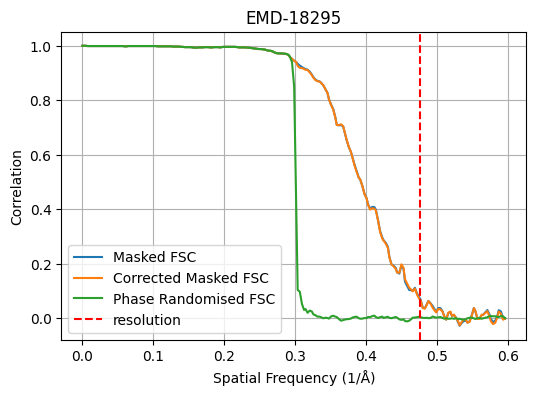 EMD-18295
1.0
0.8
0.6
0.4
0.2
0.0
Correlation
Masked FSC
Corrected Masked FSC
Phase Randomised FSC
resolution
0.0 0.1 0.2 0.3 0.4 0.5 0.6
Spatial Frequency (1/Å)